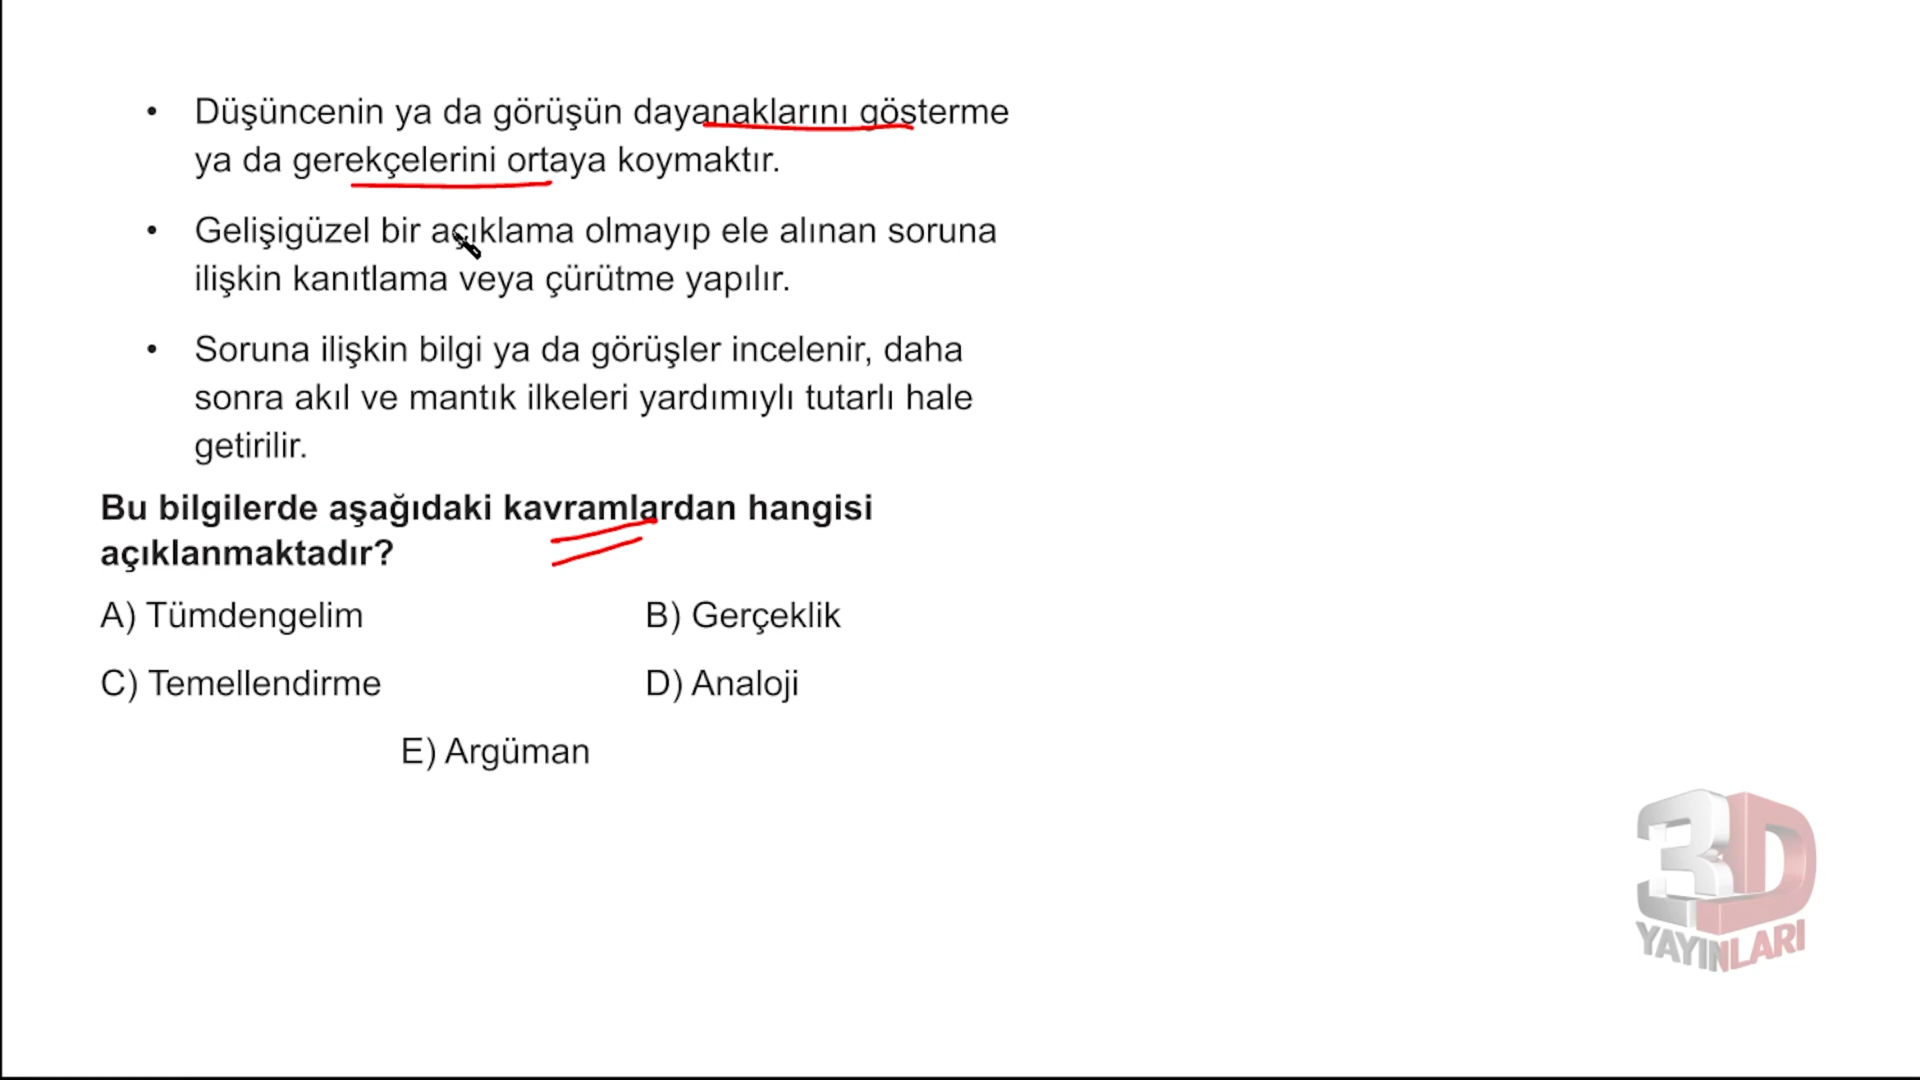 • Düşüncenin ya da görüşün dayanaklarını gösterme
ya da gerekçelerini ortaya koymaktır.
• Gelişigüzel bir açıklama olmayıp ele alınan soruna
ilişkin kanıtlama veya çürütme yapılır.
• Soruna ilişkin bilgi ya da görüşler incelenir, daha
sonra akıl ve mantık ilkeleri yardımıylı tutarlı hale
getirilir.
Bu bilgilerde aşağıdaki kavramlardan hangisi
açıklanmaktadır?
A) Tümdengelim
B) Gerçeklik
C) Temellendirme
D) Analoji
E) Argüman
3D
YAYINLARI